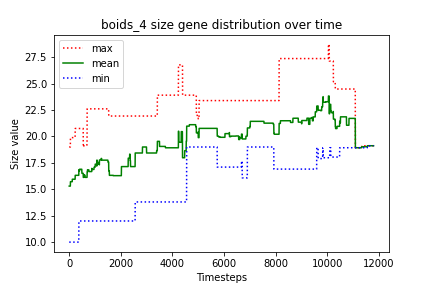 boids_4 size gene distribution over time
max
mean
min
Size value
27.5
25.0
22.5
20.0
17.5
15.0
12.5
10.0
0 2000 4000 6000 8000 10000 12000
Timesteps